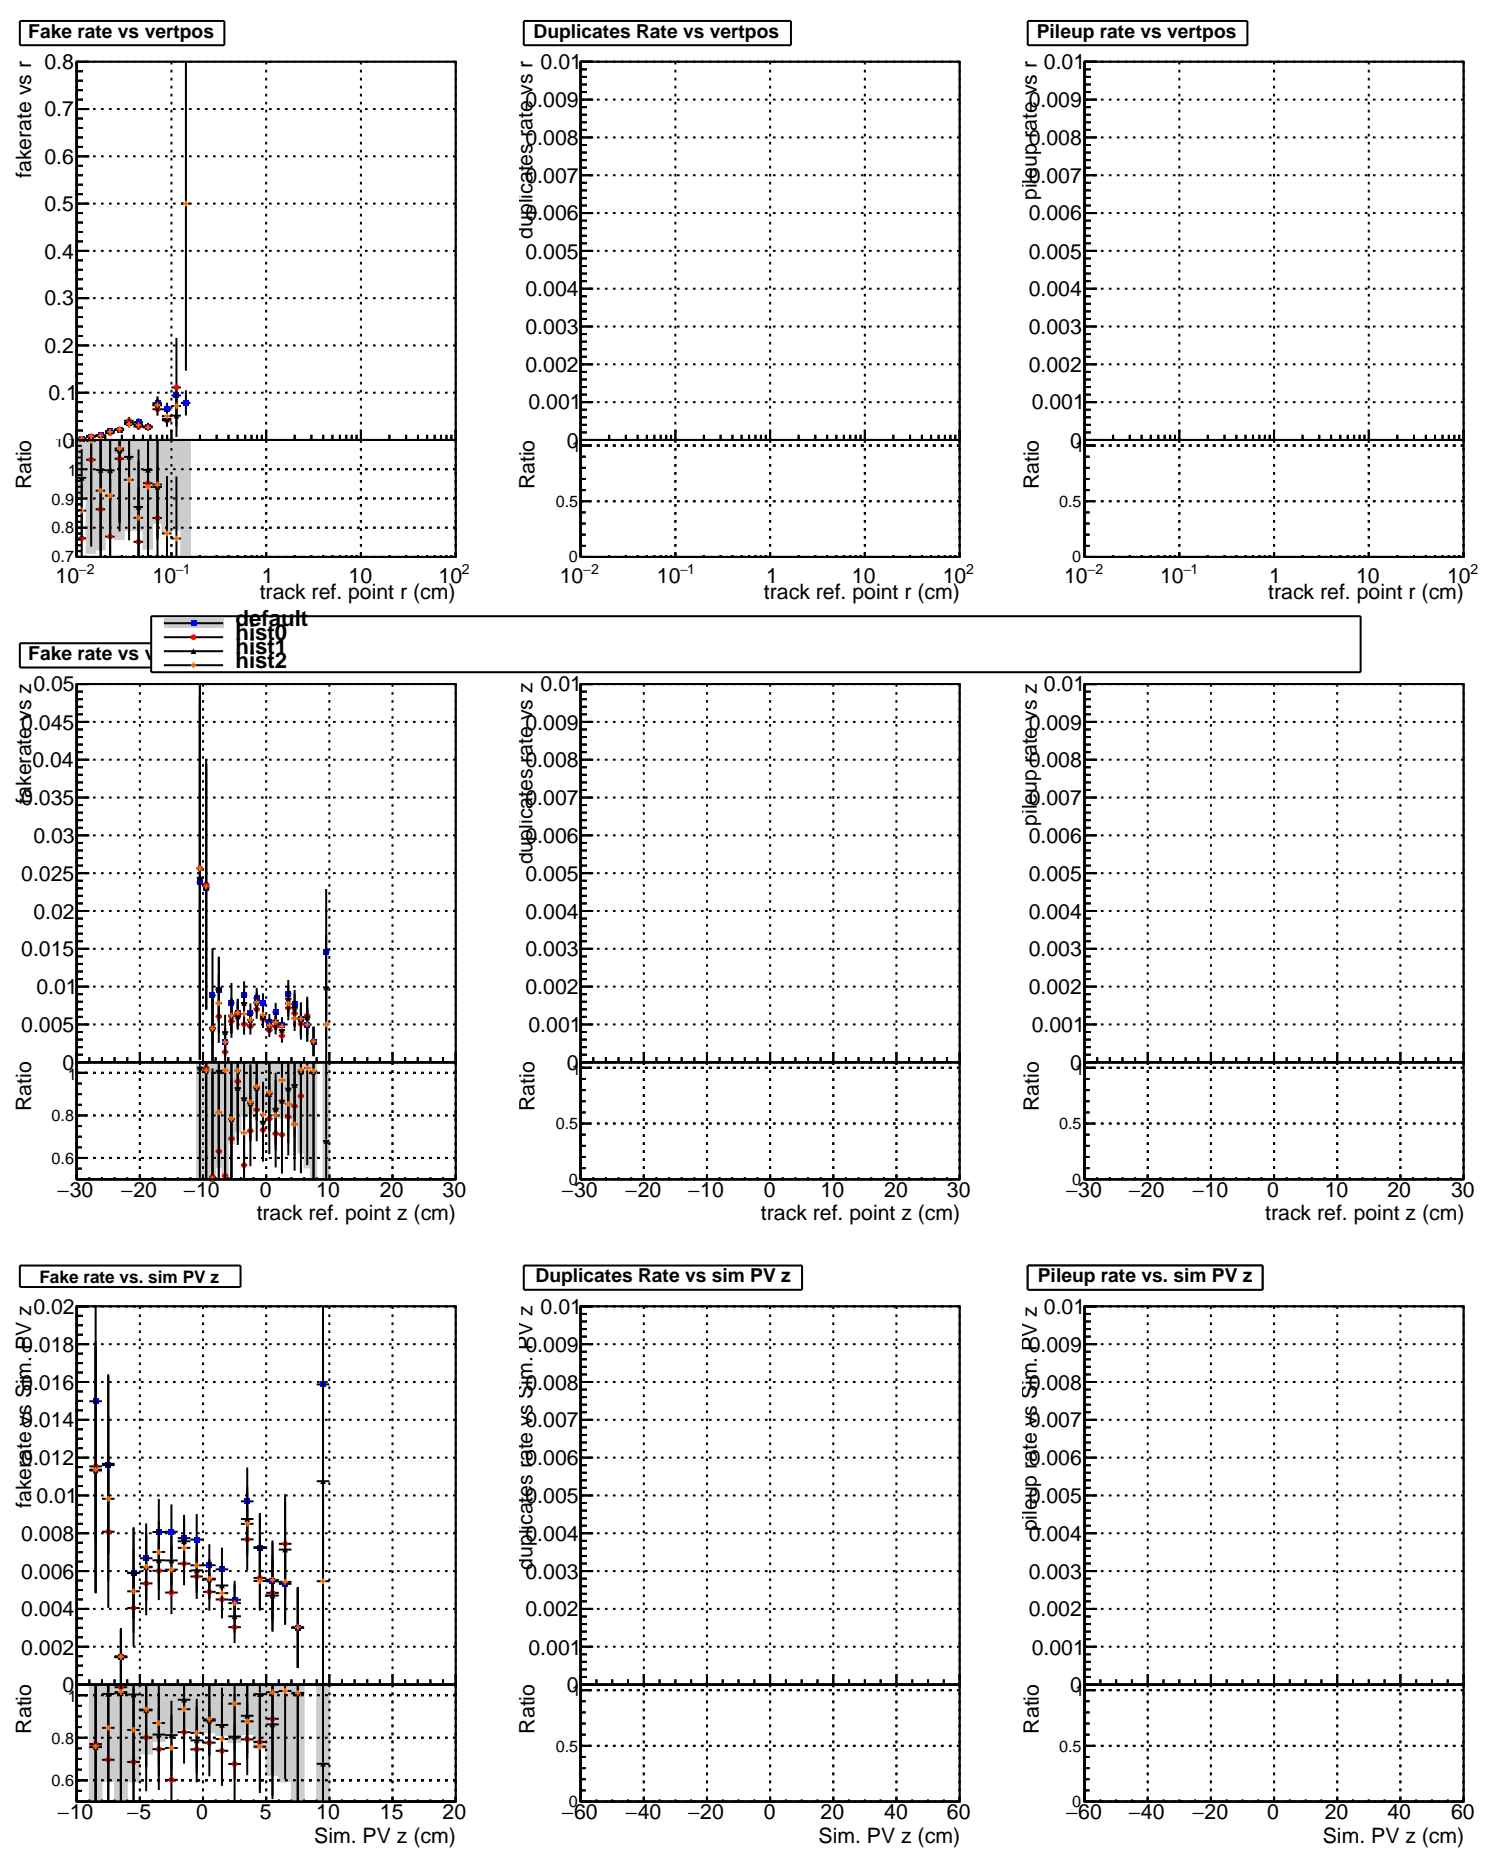 Fake rate vs vertpos
Duplicates Rate vs vertpos
Pileup rate vs vertpos
fakerate vs r
0.8
0.7
0.6
0.5
0.4
0.3
0.2
0.1
0
Ratio
1
0.9
0.8
0.7
10−2 10−1 1 10 102
track ref. point r (cm)
duplicates rate vs r
0.01
0.009
0.008
0.007
0.006
0.005
0.004
0.003
0.002
0.001
0
Ratio
1
0.5
0
10−2 10−1 1 10 102
track ref. point r (cm)
pileup rate vs r
0.01
0.009
0.008
0.007
0.006
0.005
0.004
0.003
0.002
0.001
0
Ratio
1
0.5
0
10−2 10−1 1 10 102
track ref. point r (cm)
default
hist0
hist1
hist2
Fake rate vs
fakerate vs z
0.05
0.045
0.04
0.035
0.03
0.025
0.02
0.015
0.01
0.005
0
Ratio
1
0.8
0.6
−30 −20 −10 0 10 20 30
track ref. point z (cm)
duplicates rate vs z
0.01
0.009
0.008
0.007
0.006
0.005
0.004
0.003
0.002
0.001
0
Ratio
1
0.5
0
−30 −20 −10 0 10 20 30
track ref. point z (cm)
pileup rate vs z
0.01
0.009
0.008
0.007
0.006
0.005
0.004
0.003
0.002
0.001
0
Ratio
1
0.5
0
−30 −20 −10 0 10 20 30
track ref. point z (cm)
Fake rate vs. sim PV z
Duplicates Rate vs sim PV z
Pileup rate vs. sim PV z
fakerate vs Sim. PV z
0.02
0.018
0.016
0.014
0.012
0.01
0.008
0.006
0.004
0.002
0
Ratio
1
0.8
0.6
−10 −5 0 5 10 15 20
Sim. PV z (cm)
duplicates rate vs Sim. PV z
0.01
0.009
0.008
0.007
0.006
0.005
0.004
0.003
0.002
0.001
0
Ratio
1
0.5
0
−60 −40 −20 0 20 40 60
Sim. PV z (cm)
pileup rate vs Sim. PV z
0.01
0.009
0.008
0.007
0.006
0.005
0.004
0.003
0.002
0.001
0
Ratio
1
0.5
0
−60 −40 −20 0 20 40 60
Sim. PV z (cm)